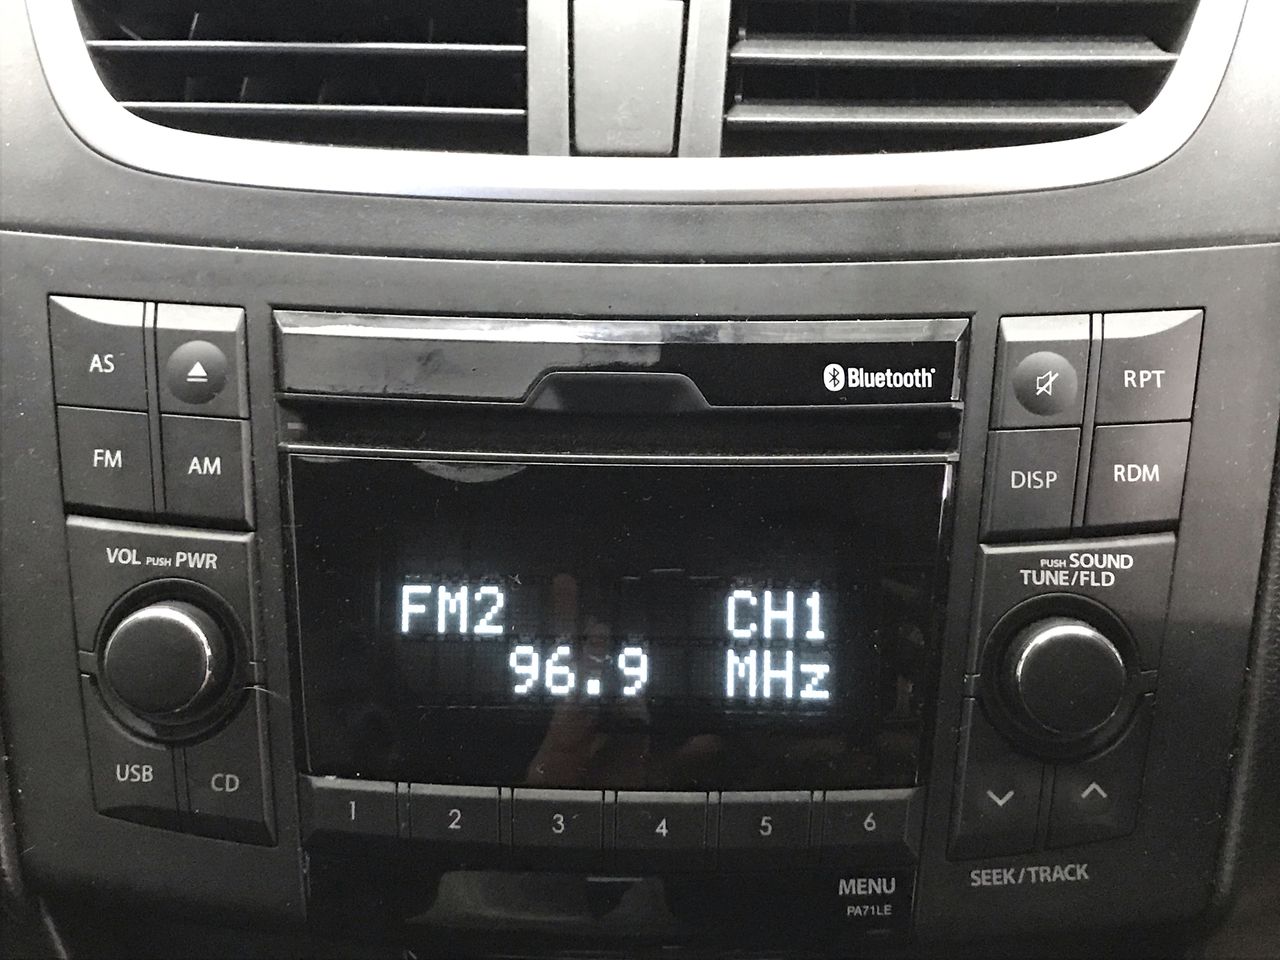 Bluetooth
AS
RPT
FM
AM
DISP
RDM
VOL PUSH PWR
PUSH SOUND
TUNE/FLD
FM2 CH1
96.9 MHz
USB
CD
1 2 3 4 5 6
SEEK/TRACK
MENU
PA71LE